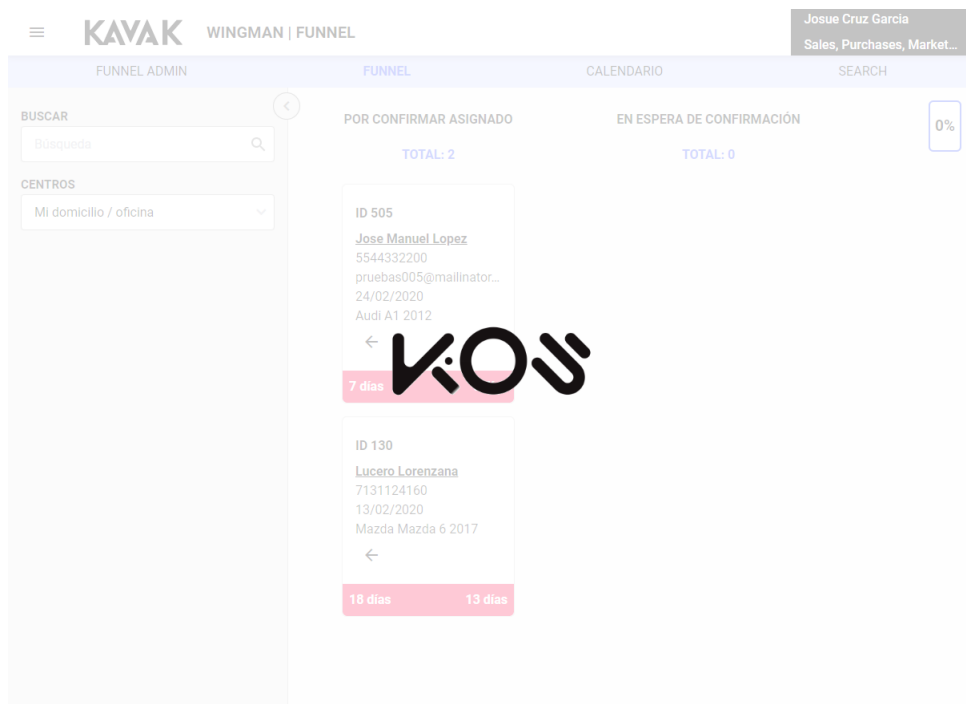 KAVAK WINGMAN | FUNNEL
Josue Cruz Garcia
Sales, Purchases, Market...
FUNNEL ADMIN FUNNEL CALENDARIO SEARCH
BUSCAR
Búsqueda
CENTROS
Mi domicilio / oficina
POR CONFIRMAR ASIGNADO
TOTAL: 2
EN ESPERA DE CONFIRMACIÓN
TOTAL: 0
0%
ID 505
Jose Manuel Lopez
5544332200
pruebas005@mailinator...
24/02/2020
Audi A1 2012
7 días
KOS
ID 130
Lucero Lorenzana
7131124160
13/02/2020
Mazda Mazda 6 2017
18 días 13 días